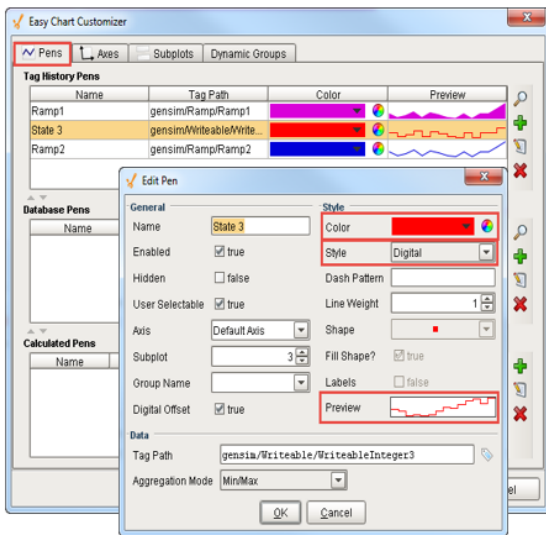 Easy Chart Customizer
Pens Axes Subplots Dynamic Groups
Tag History Pens
Name Tag Path Color Preview
Ramp1 gensim/Ramp/Ramp1
State 3 gensim/Writeable/Write...
Ramp2 gensim/Ramp/Ramp2
Database Pens
Name
Calculated Pens
Name
el
Edit Pen
General
Name State 3
Enabled true
Hidden false
User Selectable true
Axis Default Axis
Subplot 3
Group Name
Digital Offset true
Style
Color
Style Digital
Dash Pattern
Line Weight 1
Shape
Fill Shape? true
Labels false
Preview
Data
Tag Path gensim/Writeable/WriteableInteger3
Aggregation Mode Min/Max
OK Cancel